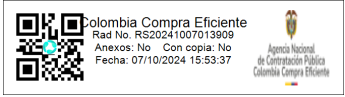 Colombia Compra Eficiente
Rad No. RS20241007013909
Anexos: No Con copia: No
Fecha: 07/10/2024 15:53:37
Agencia Nacional
de Contratación Pública
Colombia Compra Eficiente